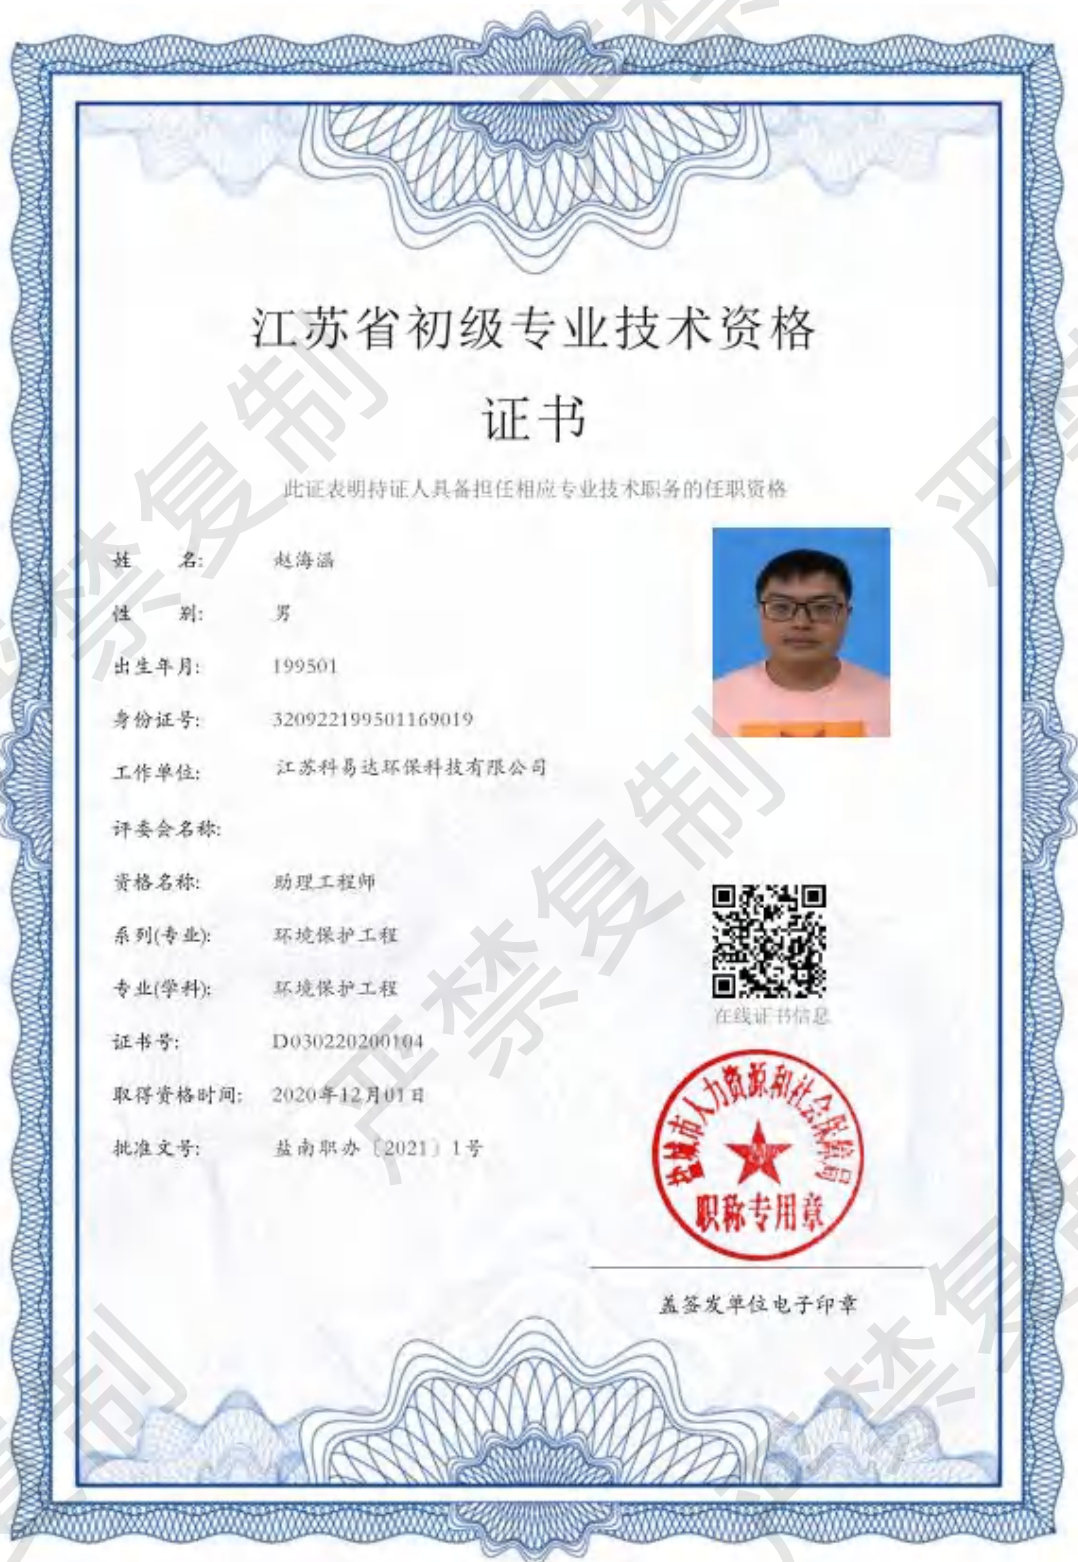 江苏省初级专业技术资格
证书
此证表明持证人具备担任相应专业技术职务的任职资格
姓 名: 赵海涵
性 别: 男
出生年月: 199501
身份证号: 320922199501169019
工作单位: 江苏科易达环保科技有限公司
评委会名称:
资格名称: 助理工程师
系列(专业): 环境保护工程
专业(学科): 环境保护工程
在线证书信息
证书号: D030220200104
取得资格时间: 2020年12月01日
批准文号: 盐南职办〔2021〕1号
盐城市人力资源和社会保障局
职称专用章
盖签发单位电子印章
严禁复制
严禁复制
严禁复制